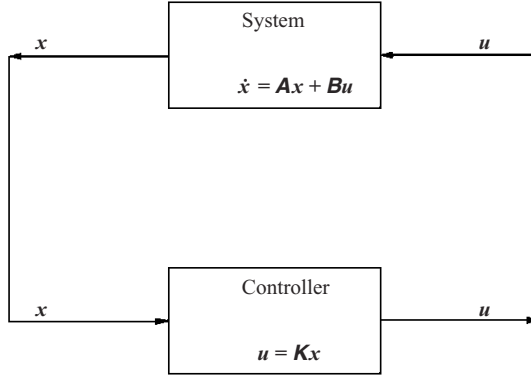 System
x
u
ẋ = Ax + Bu
Controller
x
u
u = Kx